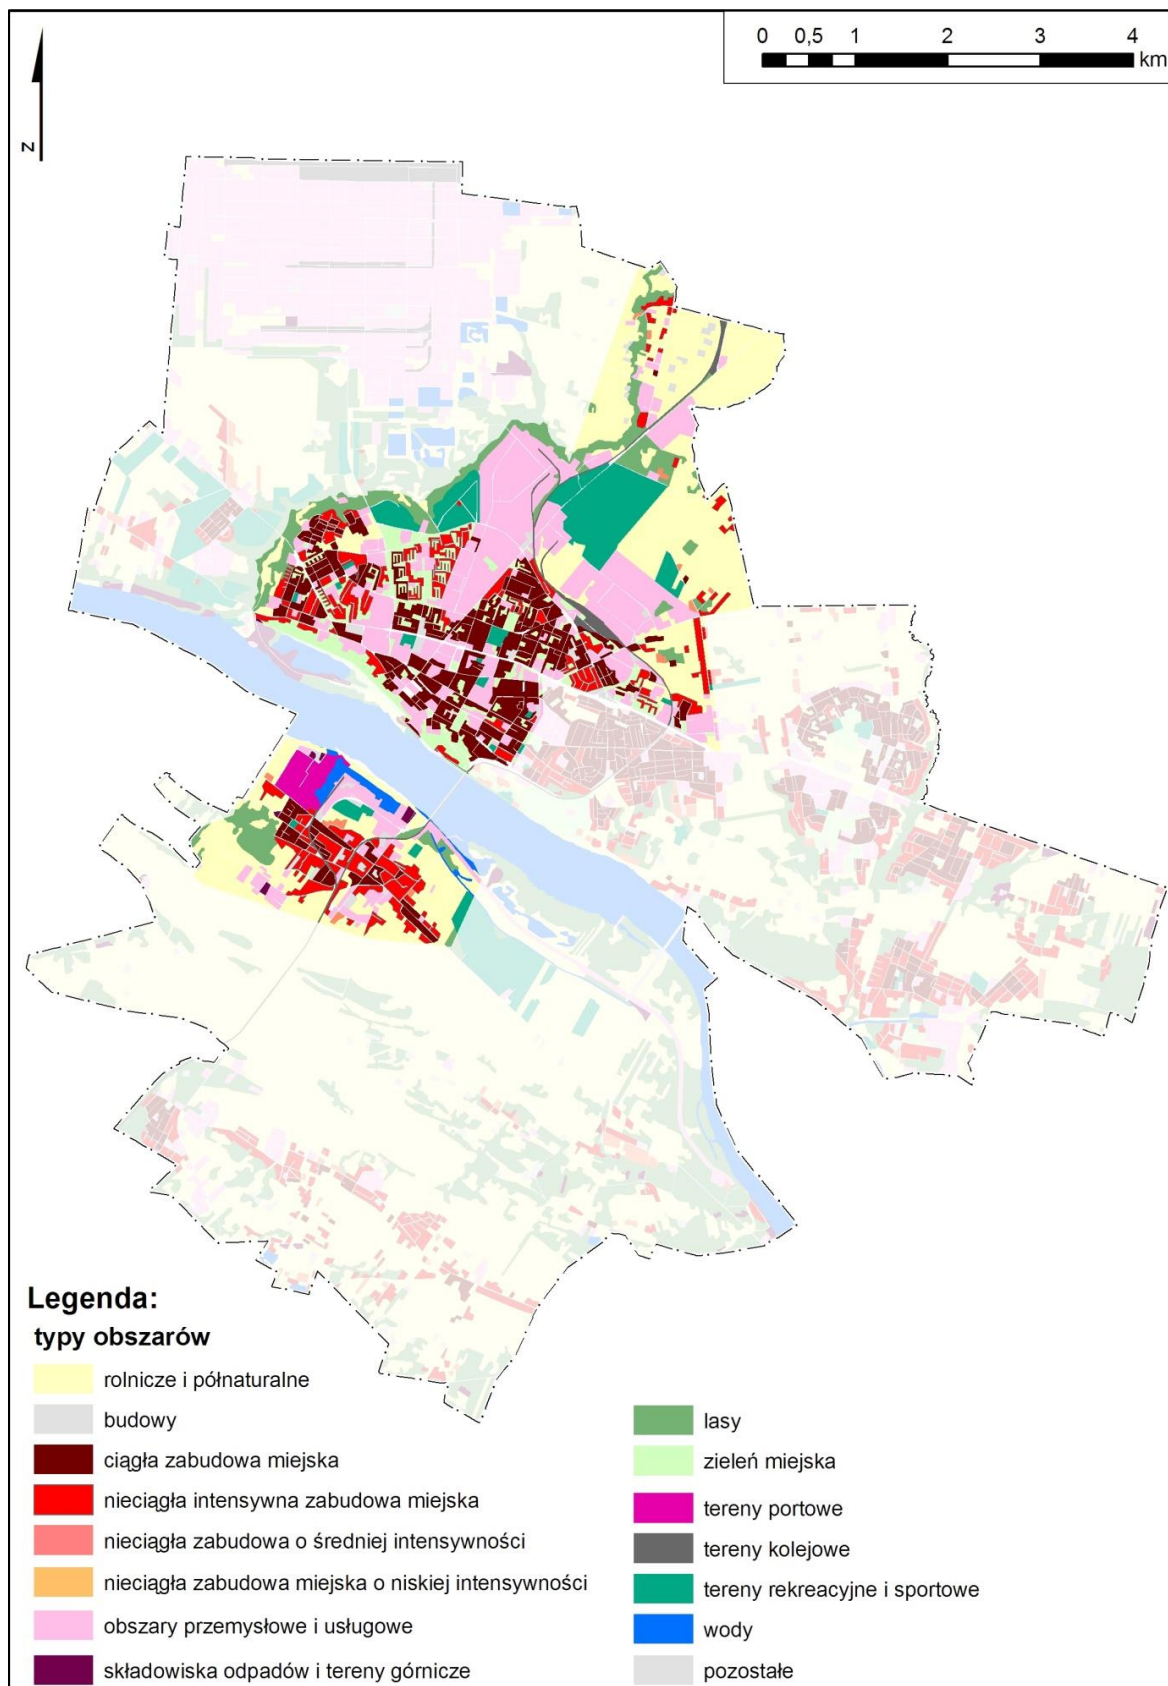 0 0,5 1 2 3 4
km
N
Legenda:
typy obszarów
rolnicze i półnaturalne
budowy
ciągła zabudowa miejska
nieciągła intensywna zabudowa miejska
nieciągła zabudowa o średniej intensywności
nieciągła zabudowa miejska o niskiej intensywności
obszary przemysłowe i usługowe
składowiska odpadów i tereny górnicze
lasy
zieleń miejska
tereny portowe
tereny kolejowe
tereny rekreacyjne i sportowe
wody
pozostałe